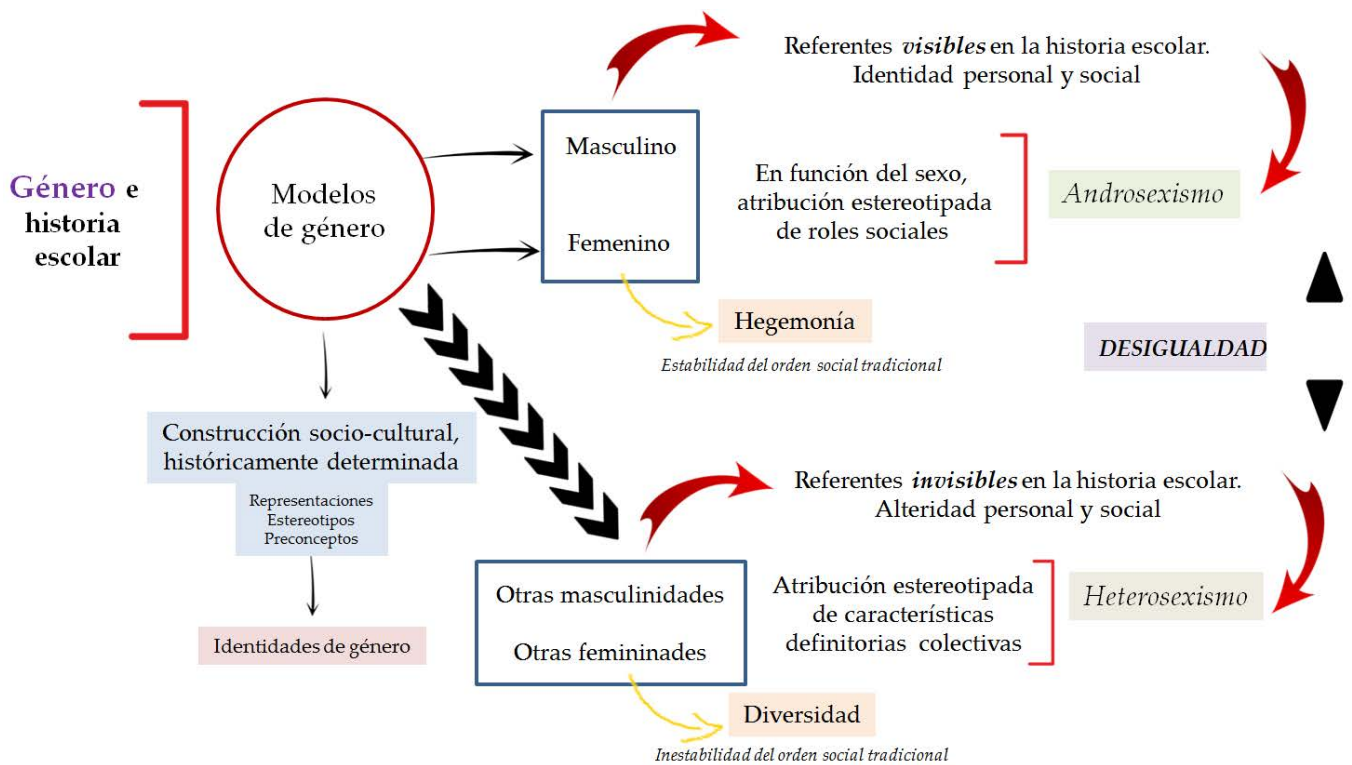 Género e
historia
escolar
Modelos
de género
Masculino
Femenino
Referentes visibles en la historia escolar.
Identidad personal y social
En función del sexo,
atribución estereotipada
de roles sociales
Androsexismo
Hegemonía
Estabilidad del orden social tradicional
DESIGUALDAD
Construcción socio-cultural,
históricamente determinada
Representaciones
Estereotipos
Preconceptos
Identidades de género
Referentes invisibles en la historia escolar.
Alteridad personal y social
Otras masculinidades
Otras femininades
Atribución estereotipada
de características
definitorias colectivas
Heterosexismo
Diversidad
Inestabilidad del orden social tradicional